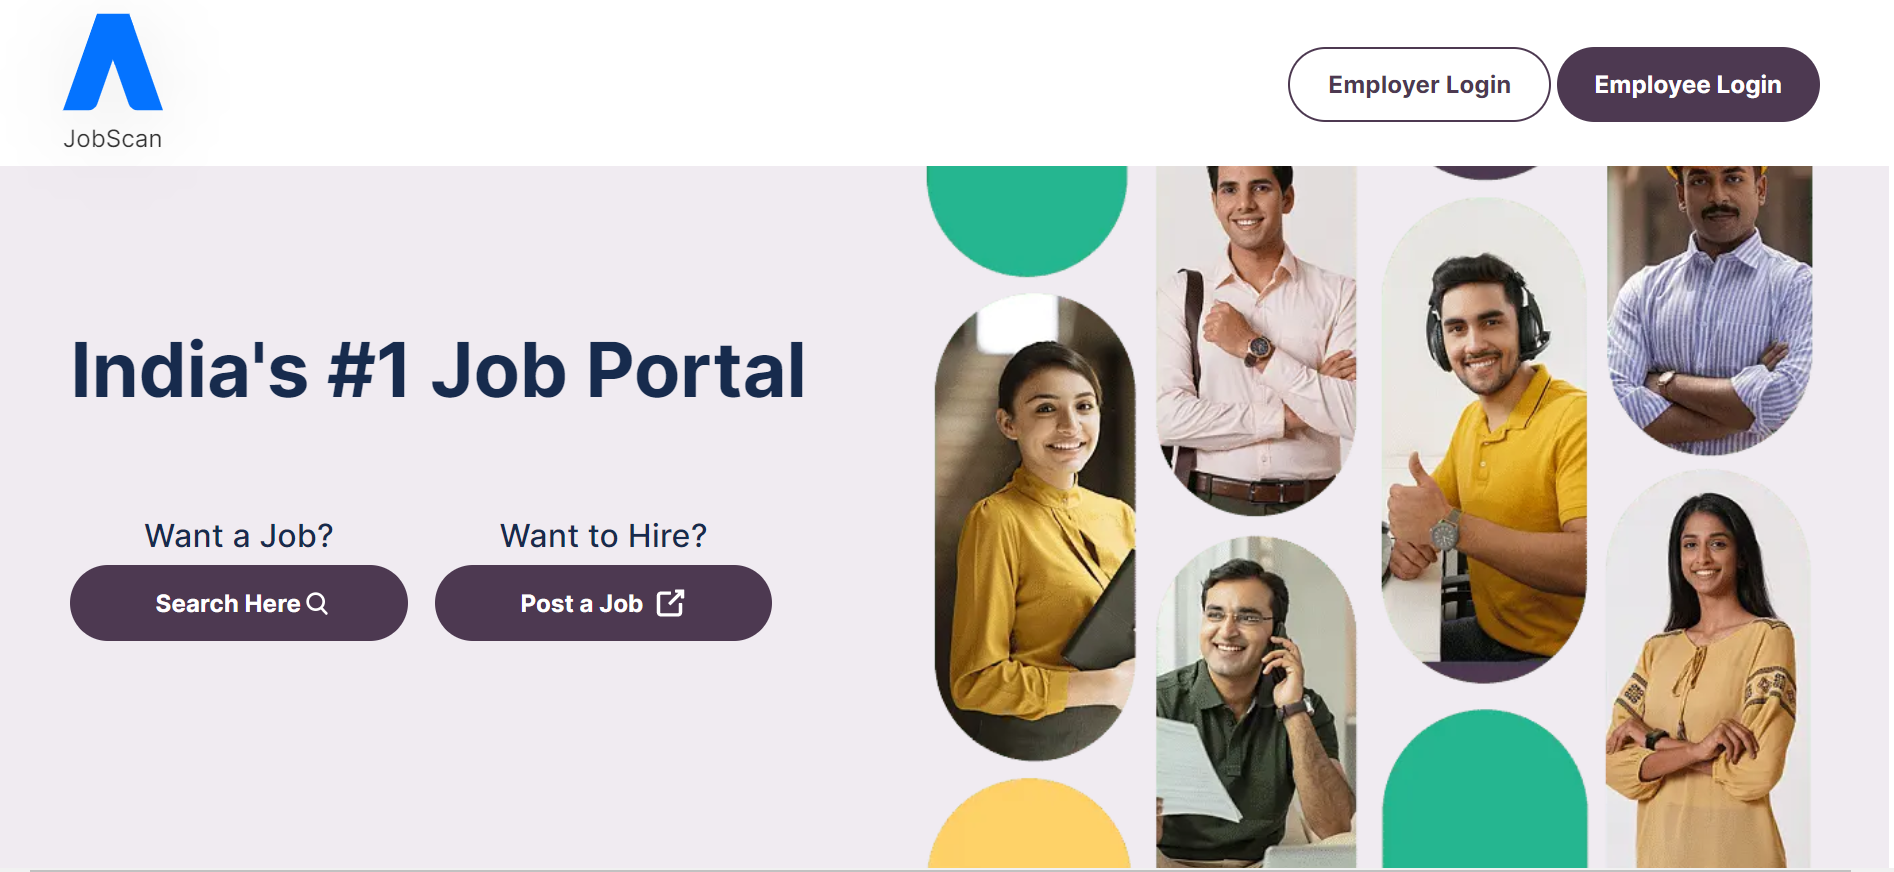 JobScan
Employer Login
Employee Login
India's #1 Job Portal
Want a Job?
Want to Hire?
Search Here
Post a Job